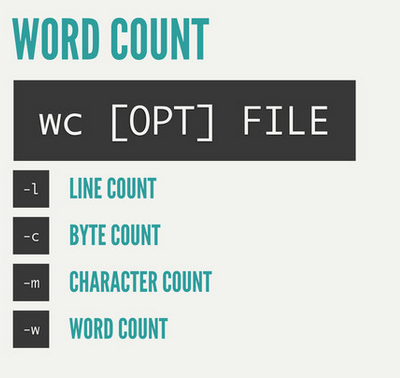 WORD COUNT
wc [OPT] FILE
-l LINE COUNT
-c BYTE COUNT
-m CHARACTER COUNT
-w WORD COUNT